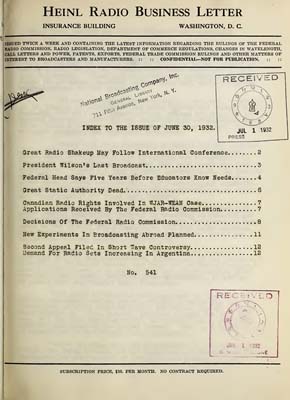 HEINL RADIO BUSINESS LETTER
INSURANCE BUILDING WASHINGTON, D. C.
ISSUED TWICE A WEEK AND CONTAINING THE LATEST INFORMATION REGARDING THE RULINGS OF THE FEDERAL
RADIO COMMISSION, RADIO LEGISLATION, DEPARTMENT OF COMMERCE REGULATIONS, CHANGES IN WAVELENGTH,
CALL LETTERS AND POWER, PATENTS, EXPORTS, FEDERAL TRADE COMMISSION RULINGS AND OTHER MATTERS OF
INTEREST TO BROADCASTERS AND MANUFACTURERS. :: :: CONFIDENTIAL—NOT FOR PUBLICATION. :: ::
National Broadcasting Company, Inc.
GENERAL LIBRARY
711 Fifth Avenue, New York, N. Y.
RECEIVED
JUL 1 1932
PRESS
INDEX TO THE ISSUE OF JUNE 30, 1932.
Great Radio Shakeup May Follow International Conference.......2
President Wilson's Last Broadcast.......3
Federal Head Says Five Years Before Educators Know Needs.......4
Great Static Authority Dead.......6
Canadian Radio Rights Involved In WJAR-WEAN Case.......7
Applications Received By The Federal Radio Commission.......7
Decisions Of The Federal Radio Commission.......8
New Experiments In Broadcasting Abroad Planned.......11
Second Appeal Filed In Short Wave Controversy.......12
Demand For Radio Sets Increasing In Argentina.......12
No. 541
RECEIVED
JUL 1 1932
SUBSCRIPTION PRICE, $10. PER MONTH. NO CONTRACT REQUIRED.